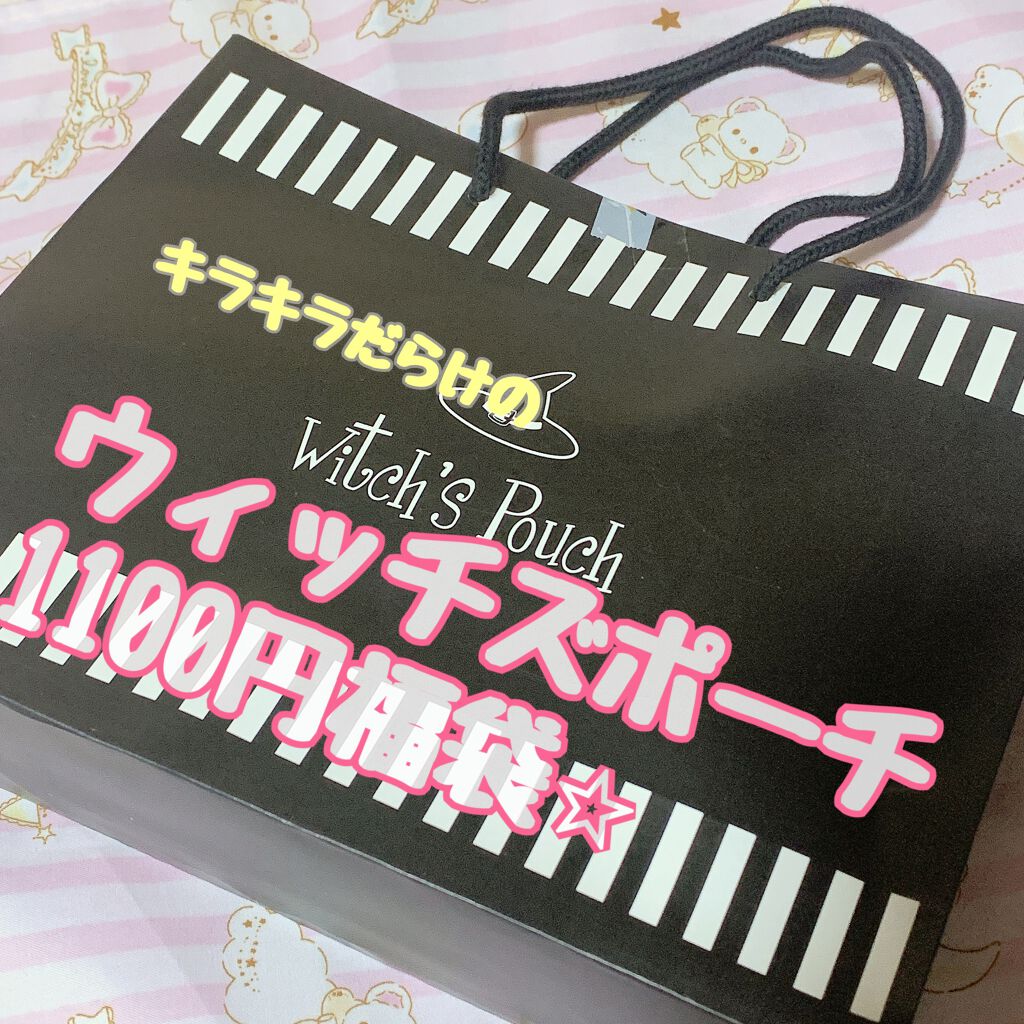 キラキラだらけの
Witch's Pouch
ウィッチズポーチ
1100円福袋☆